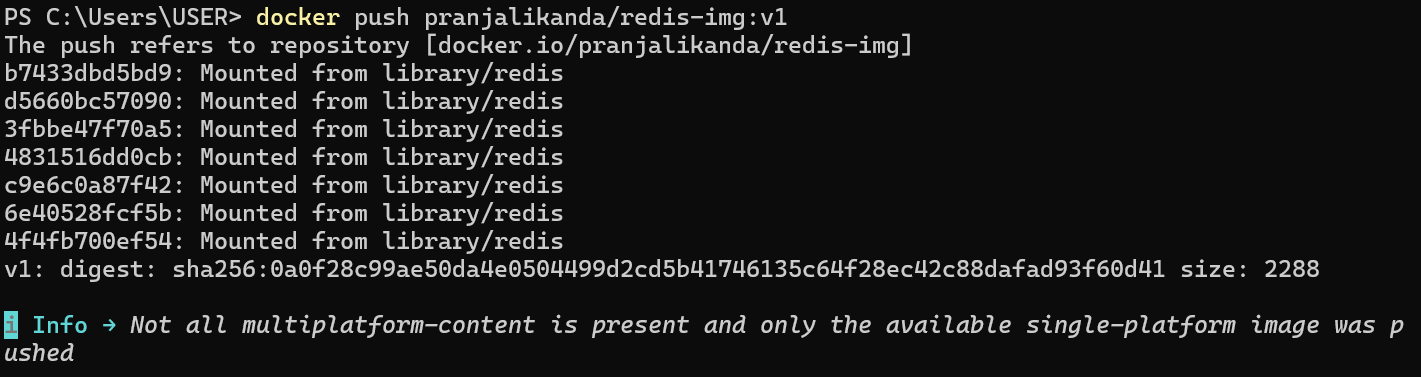 PS C:\Users\USER> docker push pranjalikanda/redis-img:v1
The push refers to repository [docker.io/pranjalikanda/redis-img]
b7433dbd5bd9: Mounted from library/redis
d5660bc57090: Mounted from library/redis
3fbbe47f70a5: Mounted from library/redis
4831516dd0cb: Mounted from library/redis
c9e6c0a87f42: Mounted from library/redis
6e40528fcf5b: Mounted from library/redis
4f4fb700ef54: Mounted from library/redis
v1: digest: sha256:0a0f28c99ae50da4e0504499d2cd5b41746135c64f28ec42c88dafad93f60d41 size: 2288
i Info → Not all multiplatform-content is present and only the available single-platform image was p
ushed